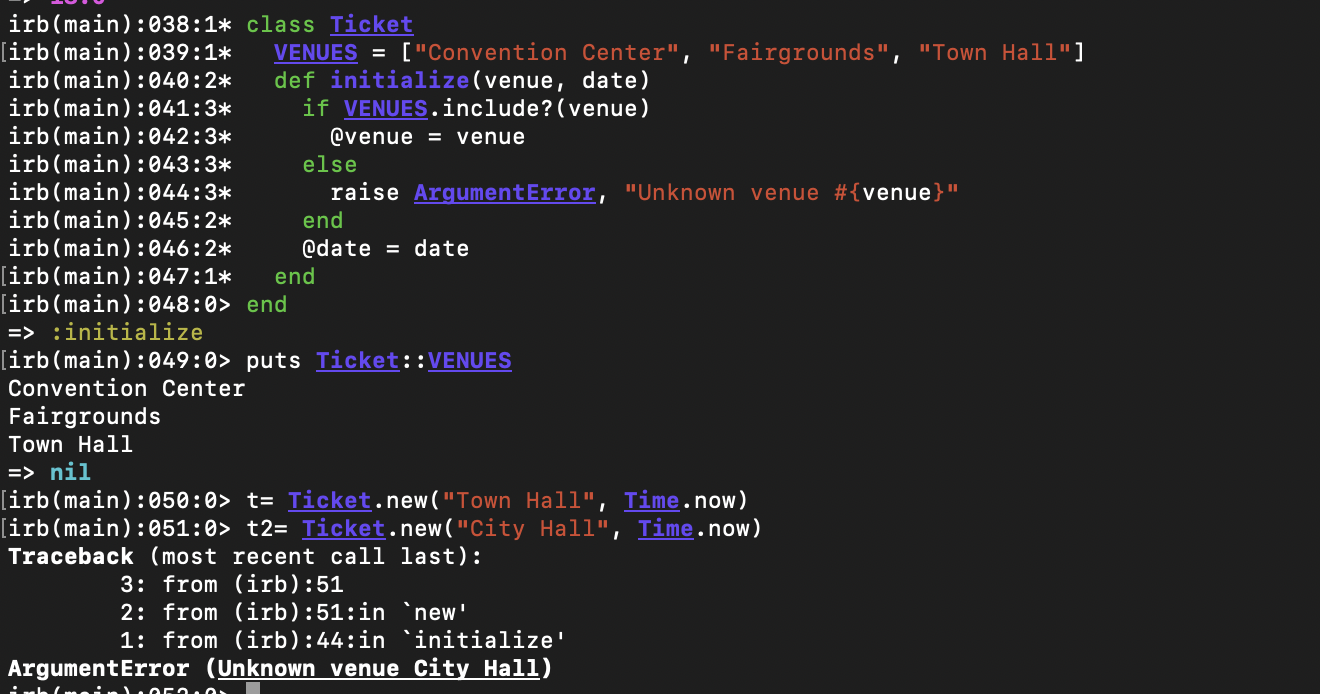 => 18.0
irb(main):038:1* class Ticket
irb(main):039:1*   VENUES = ["Convention Center", "Fairgrounds", "Town Hall"]
irb(main):040:2*   def initialize(venue, date)
irb(main):041:3*     if VENUES.include?(venue)
irb(main):042:3*       @venue = venue
irb(main):043:3*     else
irb(main):044:3*       raise ArgumentError, "Unknown venue #{venue}"
irb(main):045:2*     end
irb(main):046:2*     @date = date
irb(main):047:1*   end
irb(main):048:0> end
=> :initialize
irb(main):049:0> puts Ticket::VENUES
Convention Center
Fairgrounds
Town Hall
=> nil
irb(main):050:0> t= Ticket.new("Town Hall", Time.now)
irb(main):051:0> t2= Ticket.new("City Hall", Time.now)
Traceback (most recent call last):
        3: from (irb):51
        2: from (irb):51:in `new'
        1: from (irb):44:in `initialize'
ArgumentError (Unknown venue City Hall)
irb(main):052:0>